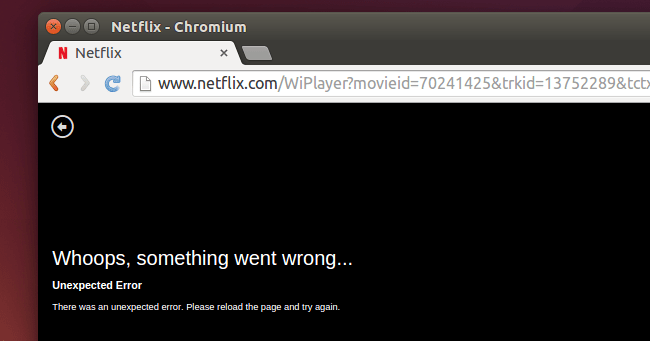 Netflix - Chromium
N Netflix
www.netflix.com/WiPlayer?movieid=70241425&trkid=13752289&tctx
Whoops, something went wrong...
Unexpected Error
There was an unexpected error. Please reload the page and try again.